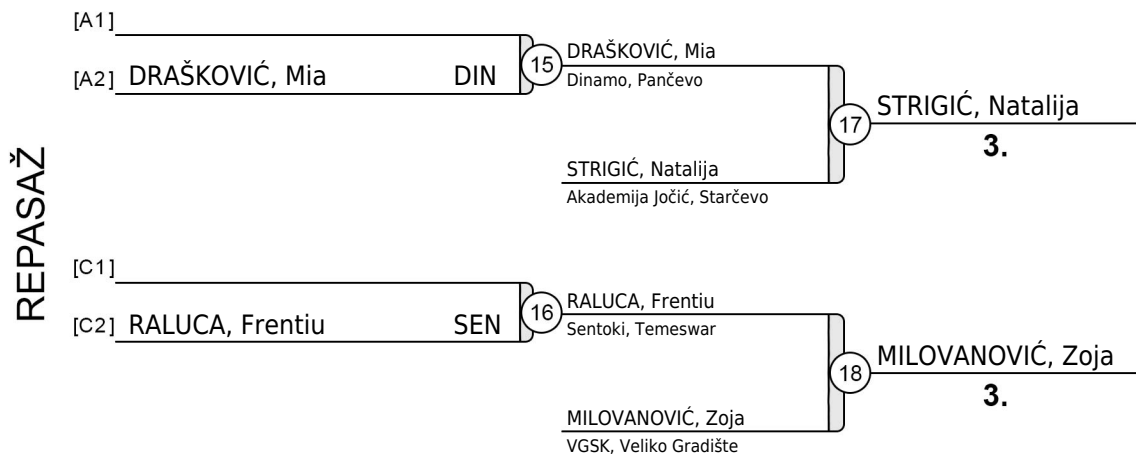 REPASAŽ
[A1]
[A2] DRAŠKOVIĆ, Mia DIN
15
DRAŠKOVIĆ, Mia
Dinamo, Pančevo
STRIGIĆ, Natalija
Akademija Jočić, Starčevo
17
STRIGIĆ, Natalija
3.
[C1]
[C2] RALUCA, Frentiu SEN
16
RALUCA, Frentiu
Sentoki, Temeswar
MILOVANOVIĆ, Zoja
VGSK, Veliko Gradište
18
MILOVANOVIĆ, Zoja
3.